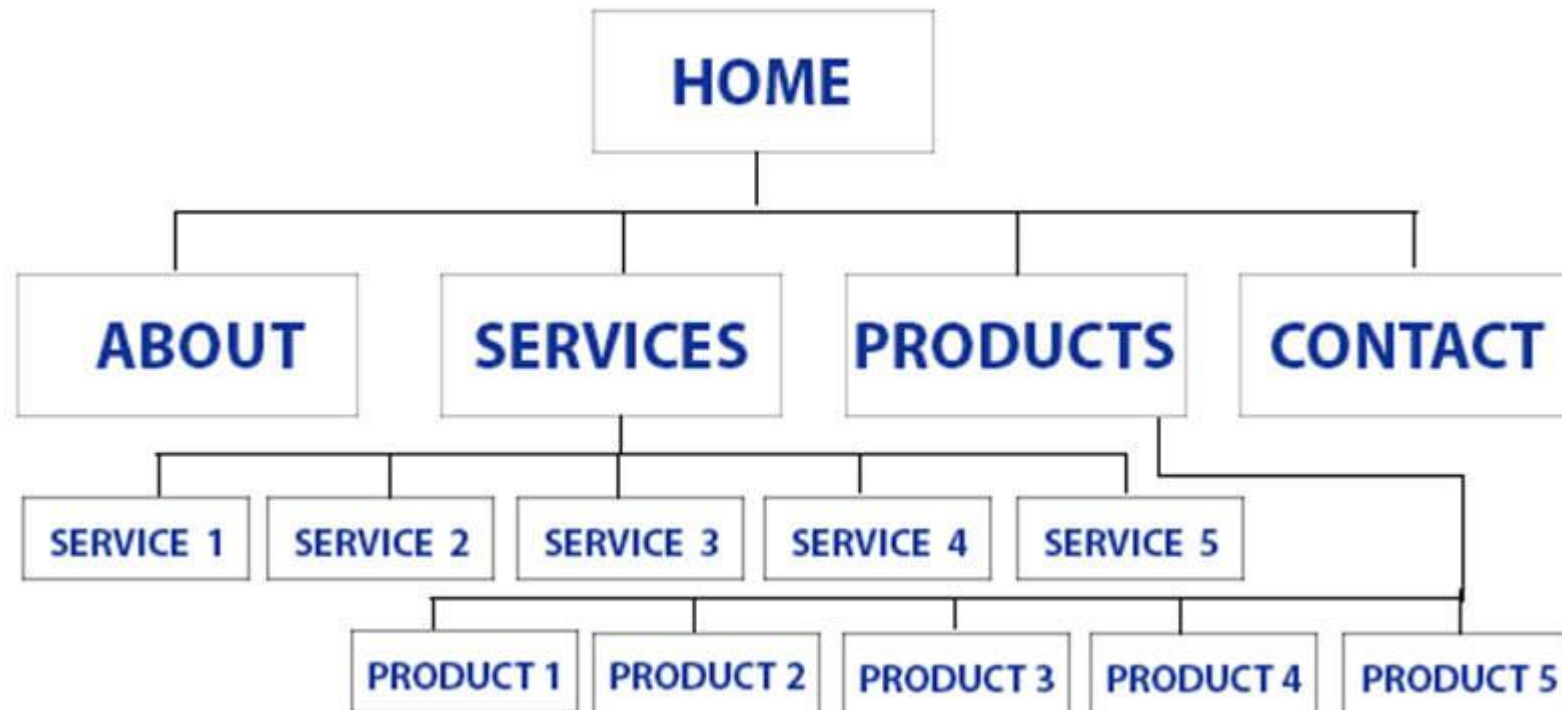 HOME
ABOUT SERVICES PRODUCTS CONTACT
SERVICE 1 SERVICE 2 SERVICE 3 SERVICE 4 SERVICE 5
PRODUCT 1 PRODUCT 2 PRODUCT 3 PRODUCT 4 PRODUCT 5